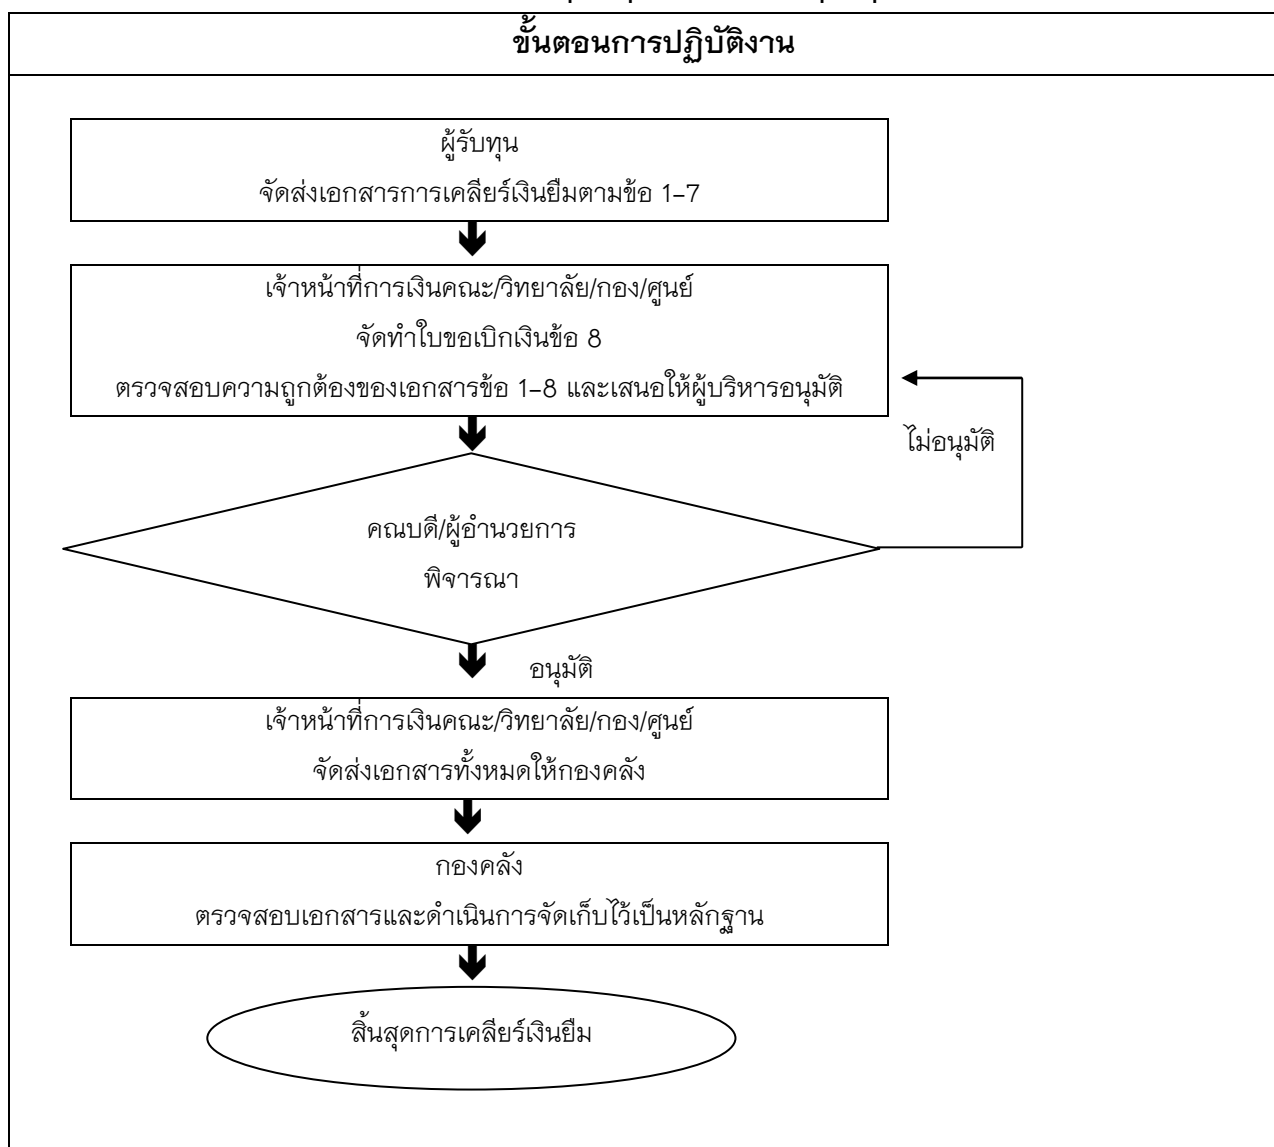 ขั้นตอนการปฏิบัติงาน
ผู้รับทุน
จัดส่งเอกสารการเคลียร์เงินยืมตามข้อ 1-7
เจ้าหน้าที่การเงินคณะ/วิทยาลัย/กอง/ศูนย์
จัดทำใบขอเบิกเงินข้อ 8
ตรวจสอบความถูกต้องของเอกสารข้อ 1-8 และเสนอให้ผู้บริหารอนุมัติ
ไม่อนุมัติ
คณบดี/ผู้อำนวยการ
พิจารณา
อนุมัติ
เจ้าหน้าที่การเงินคณะ/วิทยาลัย/กอง/ศูนย์
จัดส่งเอกสารทั้งหมดให้กองคลัง
กองคลัง
ตรวจสอบเอกสารและดำเนินการจัดเก็บไว้เป็นหลักฐาน
สิ้นสุดการเคลียร์เงินยืม